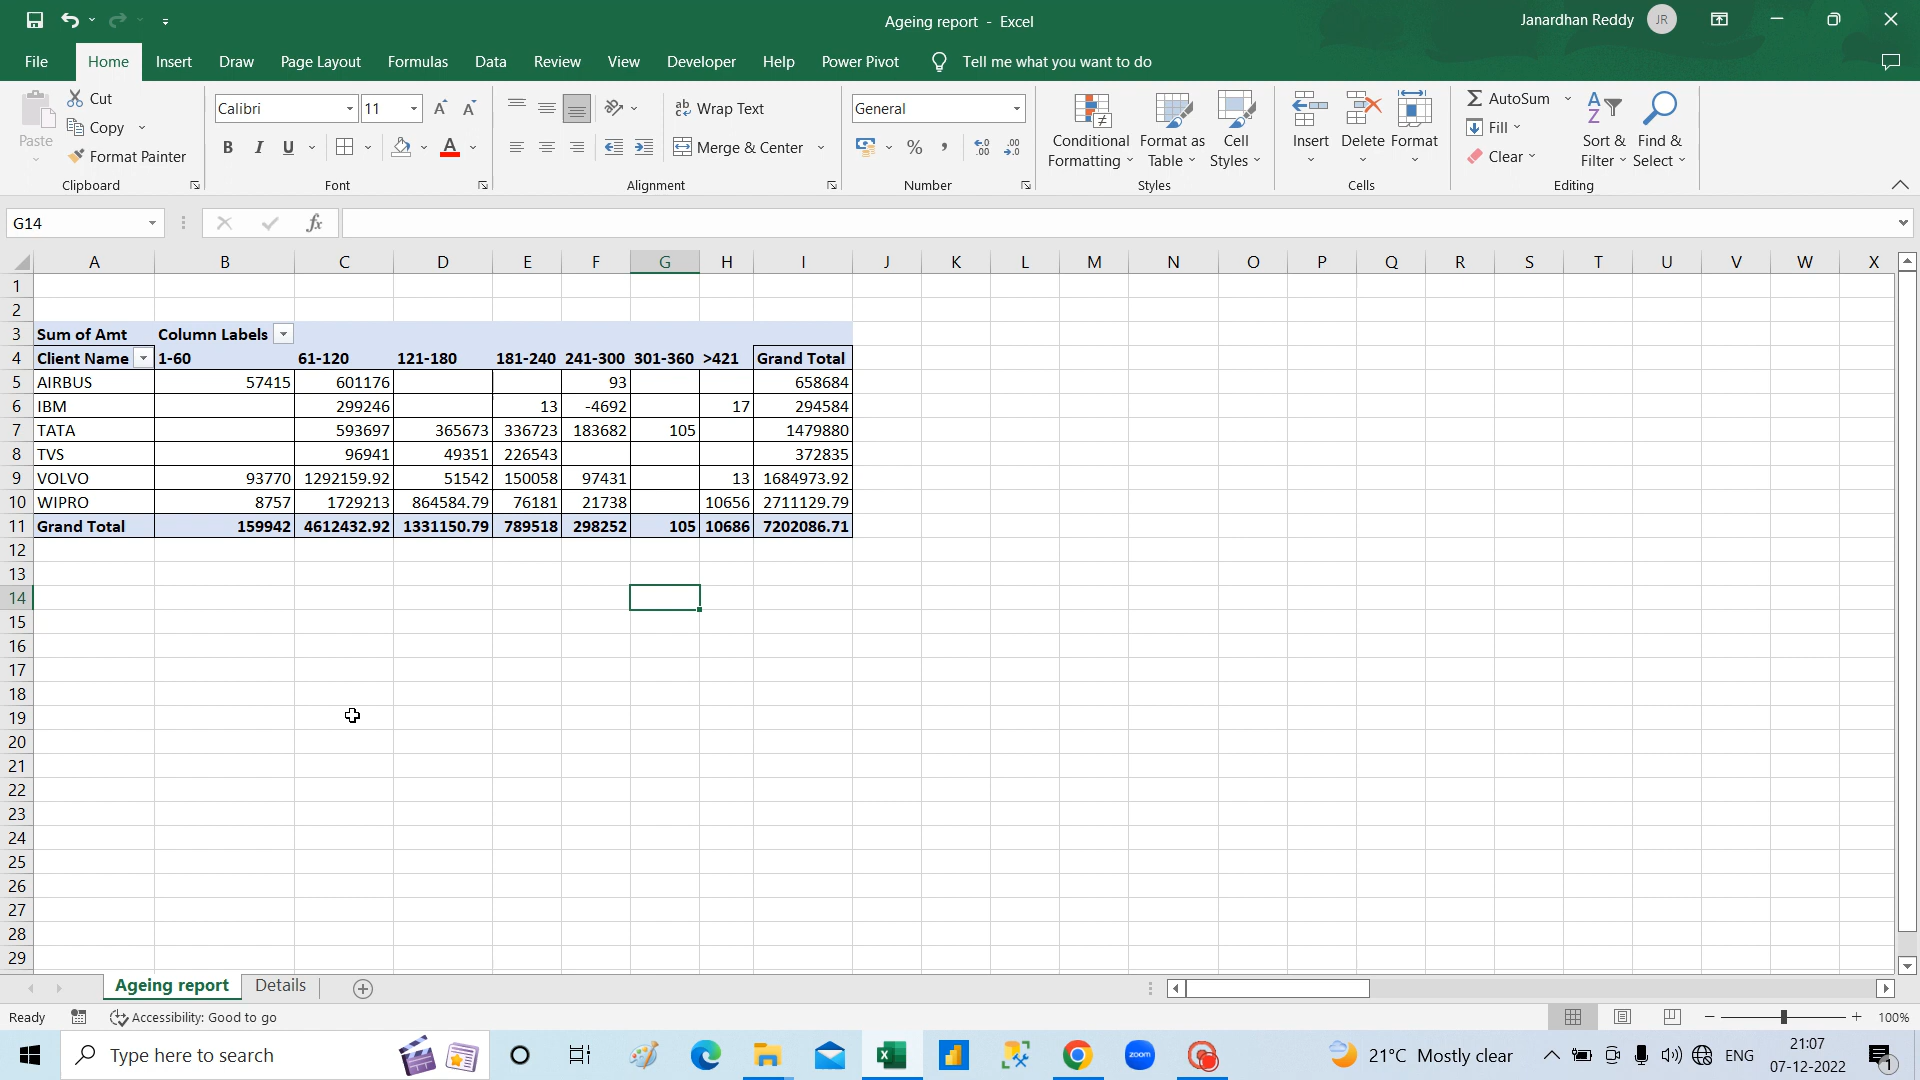 Ageing report - Excel
Janardhan Reddy JR
File Home Insert Draw Page Layout Formulas Data Review View Developer Help Power Pivot Tell me what you want to do
Paste
Cut
Copy
Format Painter
Clipboard
Calibri 11
B I U
Font
Wrap Text
Merge & Center
Alignment
General
Number
Conditional Formatting
Format as Table
Cell Styles
Styles
Insert Delete Format
Cells
AutoSum
Fill
Clear
Sort & Filter
Find & Select
Editing
G14 fx
A B C D E F G H I J K L M N O P Q R S T U V W X
1
2
3 Sum of Amt Column Labels
4 Client Name 1-60 61-120 121-180 181-240 241-300 301-360 >421 Grand Total
5 AIRBUS 57415 601176 93 658684
6 IBM 299246 13 -4692 17 294584
7 TATA 593697 365673 336723 183682 105 1479880
8 TVS 96941 49351 226543 372835
9 VOLVO 93770 1292159.92 51542 150058 97431 13 1684973.92
10 WIPRO 8757 1729213 864584.79 76181 21738 10656 2711129.79
11 Grand Total 159942 4612432.92 1331150.79 789518 298252 105 10686 7202086.71
12
13
14
15
16
17
18
19
20
21
22
23
24
25
26
27
28
29
Ageing report Details
Ready Accessibility: Good to go 100%
Type here to search zoom 21°C Mostly clear ENG 21:07
07-12-2022 1